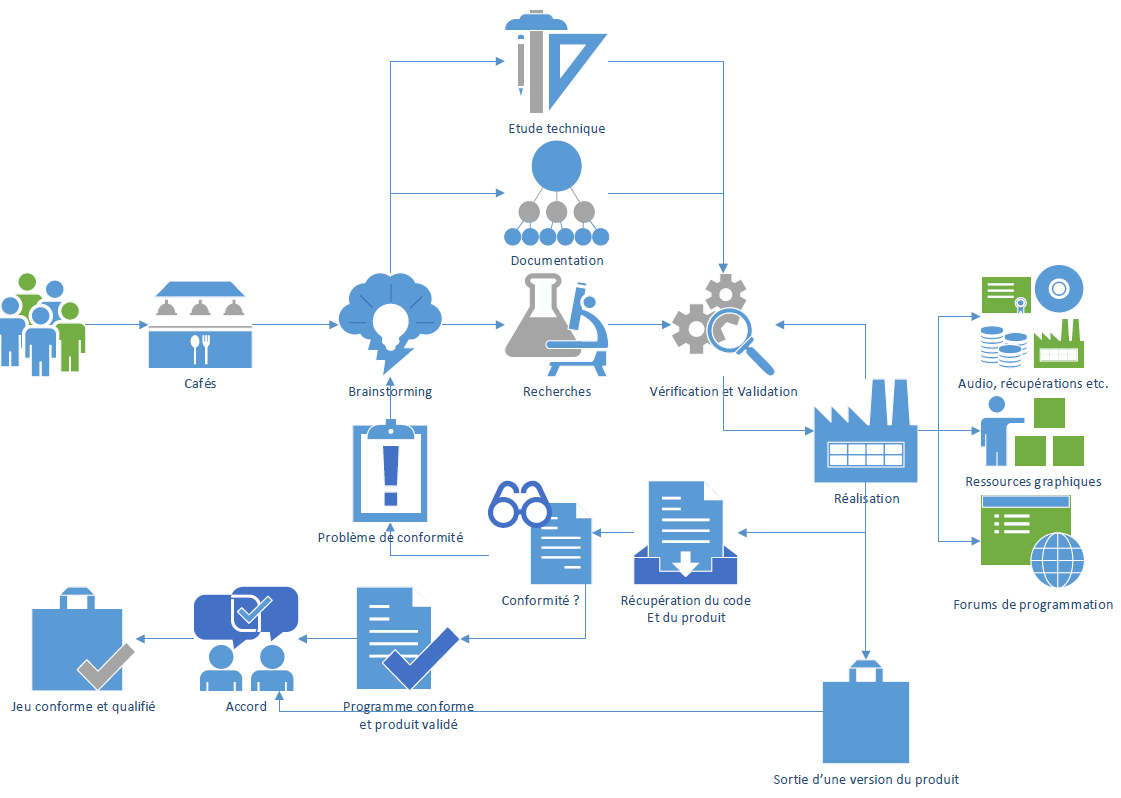 Etude technique
Documentation
Cafés
Brainstorming
Recherches
Vérification et Validation
Audio, récupérations etc.
Ressources graphiques
Réalisation
Problème de conformité
Forums de programmation
Conformité ?
Récupération du code
Et du produit
Jeu conforme et qualifié
Accord
Programme conforme
et produit validé
Sortie d'une version du produit